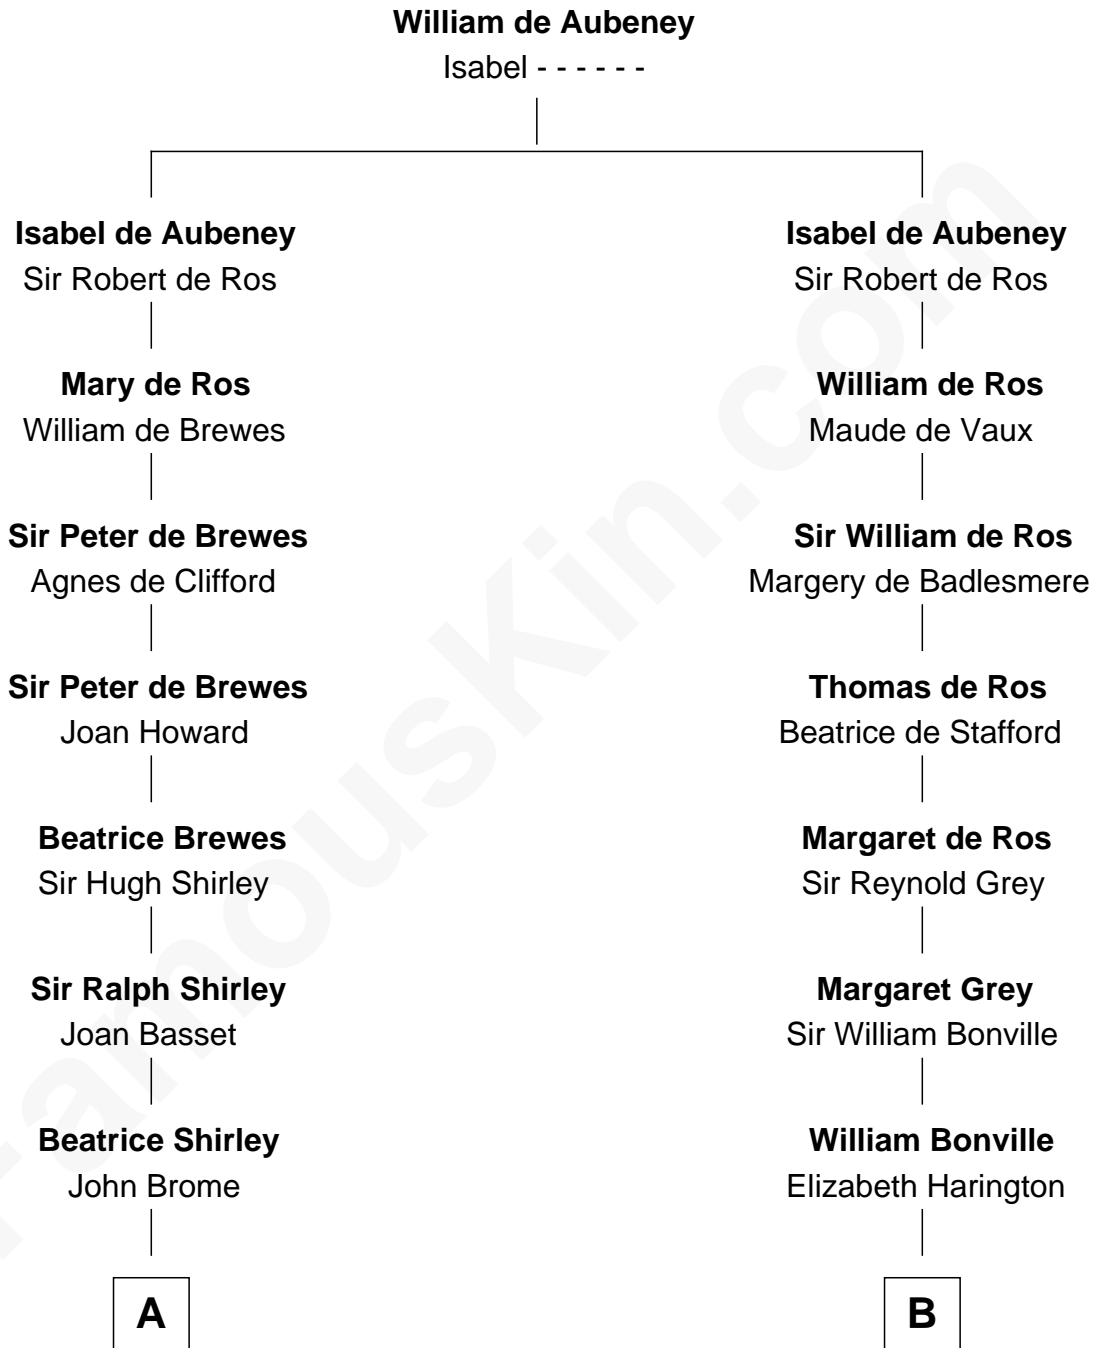 William de Aubeney
Isabel - - - - - -
Isabel de Aubeney
Sir Robert de Ros
Isabel de Aubeney
Sir Robert de Ros
Mary de Ros
William de Brewes
William de Ros
Maude de Vaux
Sir Peter de Brewes
Agnes de Clifford
Sir William de Ros
Margery de Badlesmere
Sir Peter de Brewes
Joan Howard
Thomas de Ros
Beatrice de Stafford
Beatrice Brewes
Sir Hugh Shirley
Margaret de Ros
Sir Reynold Grey
Sir Ralph Shirley
Joan Basset
Margaret Grey
Sir William Bonville
Beatrice Shirley
John Brome
William Bonville
Elizabeth Harington
A
B
FamousKin.com